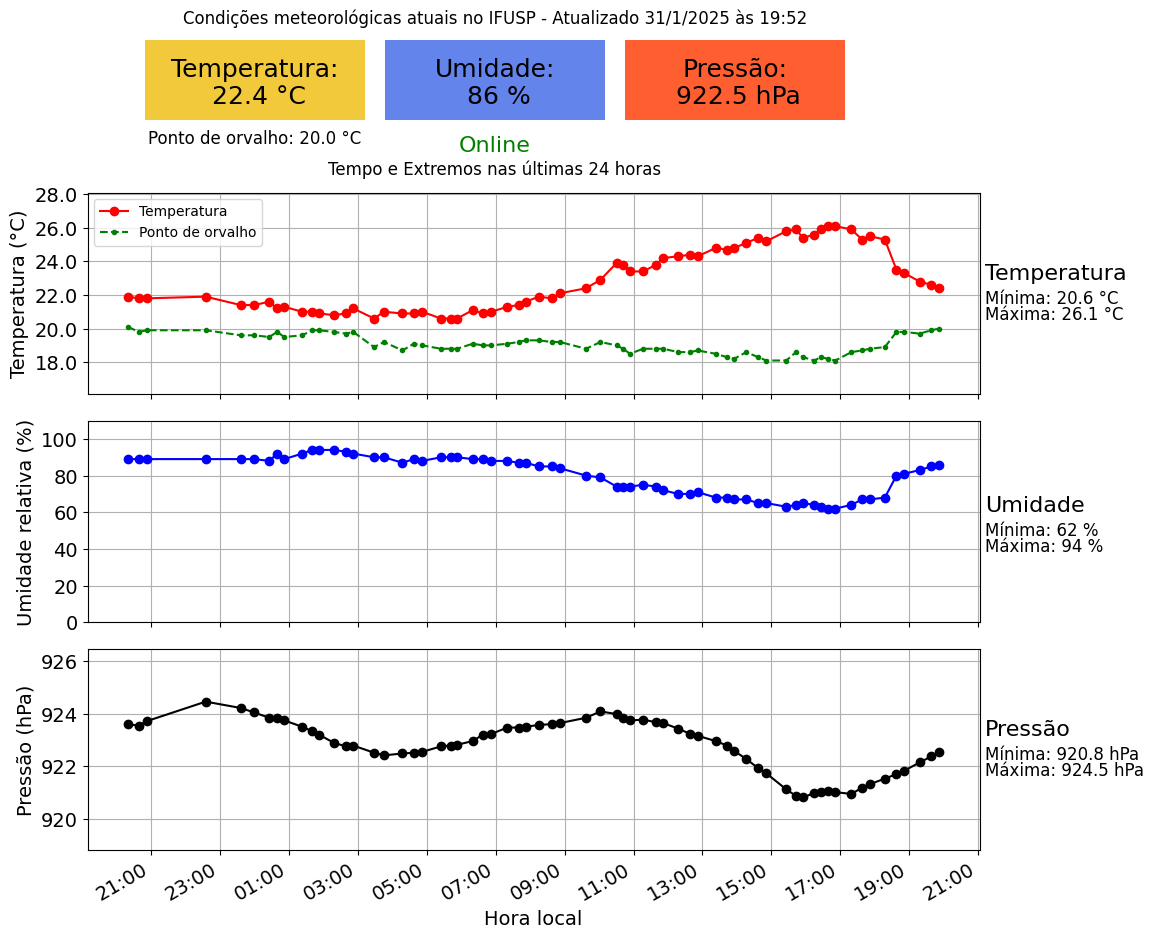 Condições meteorológicas atuais no IFUSP - Atualizado 31/1/2025 às 19:52
Temperatura:
22.4 °C
Umidade:
86 %
Pressão:
922.5 hPa
Ponto de orvalho: 20.0 °C
Online
Tempo e Extremos nas últimas 24 horas
Temperatura (°C)
28.0
26.0
24.0
22.0
20.0
18.0
Temperatura
Ponto de orvalho
Temperatura
Mínima: 20.6 °C
Máxima: 26.1 °C
Umidade relativa (%)
100
80
60
40
20
0
Umidade
Mínima: 62 %
Máxima: 94 %
Pressão (hPa)
926
924
922
920
Pressão
Mínima: 920.8 hPa
Máxima: 924.5 hPa
21:00 23:00 01:00 03:00 05:00 07:00 09:00 11:00 13:00 15:00 17:00 19:00 21:00
Hora local